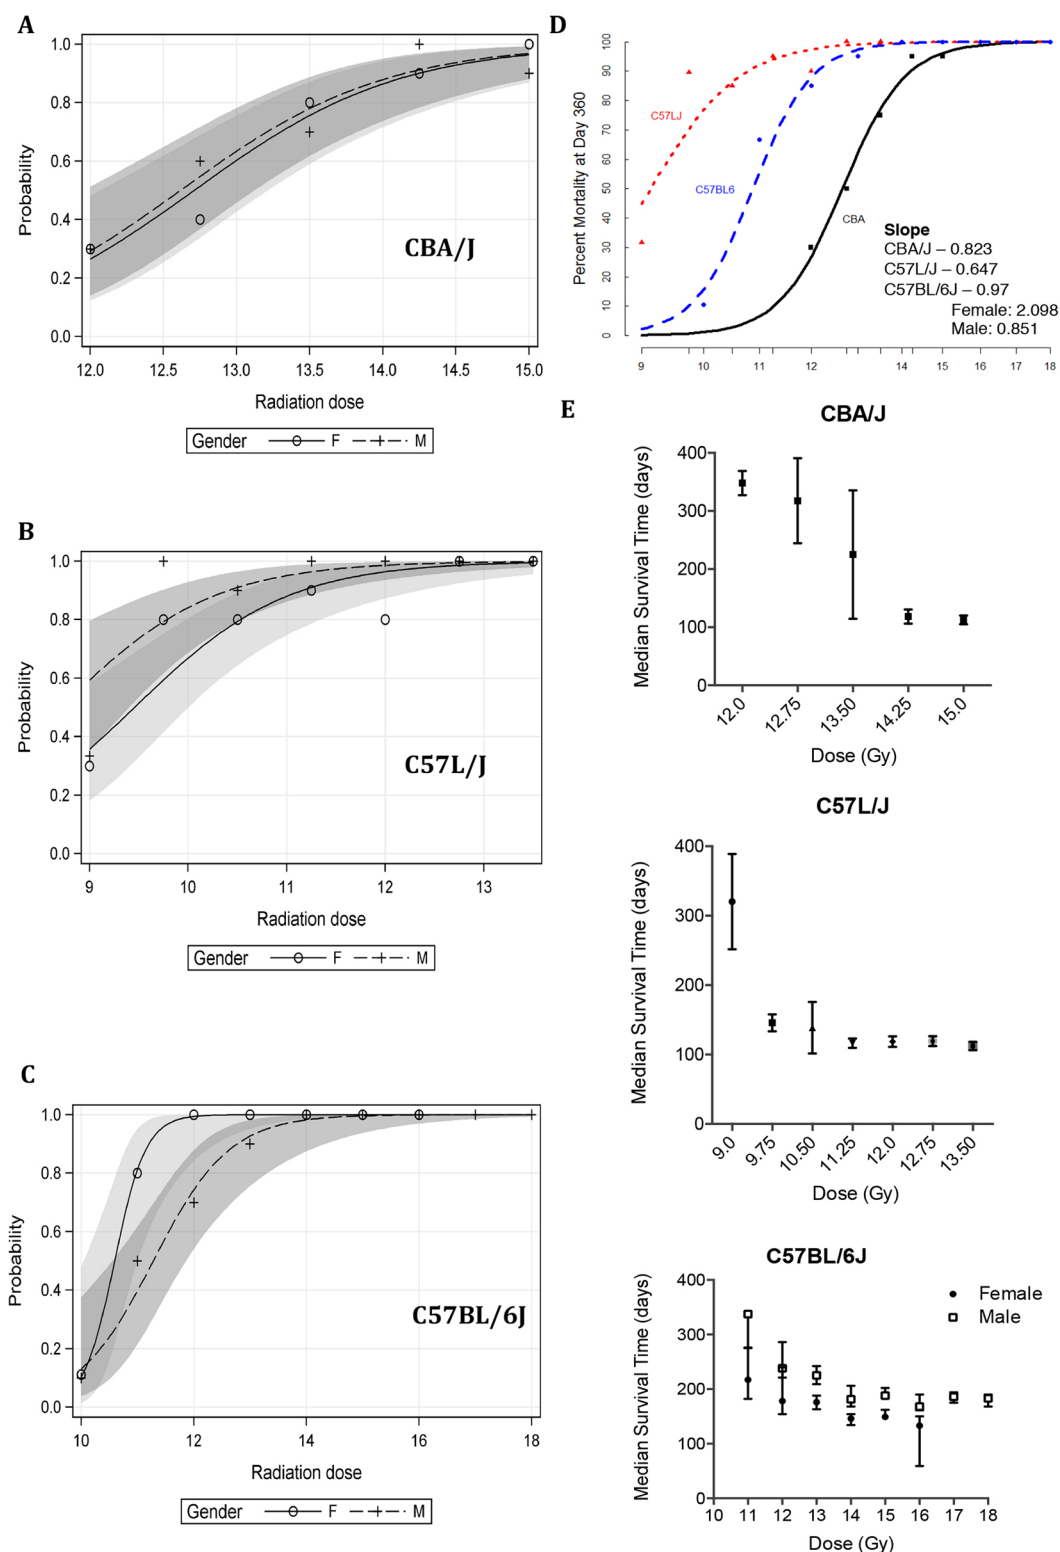 A
Probability
1.0
0.8
0.6
0.4
0.2
0.0
CBA/J
12.0 12.5 13.0 13.5 14.0 14.5 15.0
Radiation dose
Gender F M
B
Probability
1.0
0.8
0.6
0.4
0.2
0.0
C57L/J
9 10 11 12 13
Radiation dose
Gender F M
C
Probability
1.0
0.8
0.6
0.4
0.2
0.0
C57BL/6J
10 12 14 16 18
Radiation dose
Gender F M
D
Percent Mortality at Day 360
100
90
80
70
60
50
40
30
20
10
0
C57LJ
C57BL6
CBA
Slope
CBA/J – 0.823
C57L/J – 0.647
C57BL/6J – 0.97
Female: 2.098
Male: 0.851
9 10 11 12 13 14 15 16 17 18
E
CBA/J
Median Survival Time (days)
400
300
200
100
0
12.0 12.75 13.50 14.25 15.0
Dose (Gy)
C57L/J
Median Survival Time (days)
400
300
200
100
0
9.0 9.75 10.50 11.25 12.0 12.75 13.50
Dose (Gy)
C57BL/6J
Median Survival Time (days)
400
300
200
100
0
Female
Male
10 11 12 13 14 15 16 17 18
Dose (Gy)